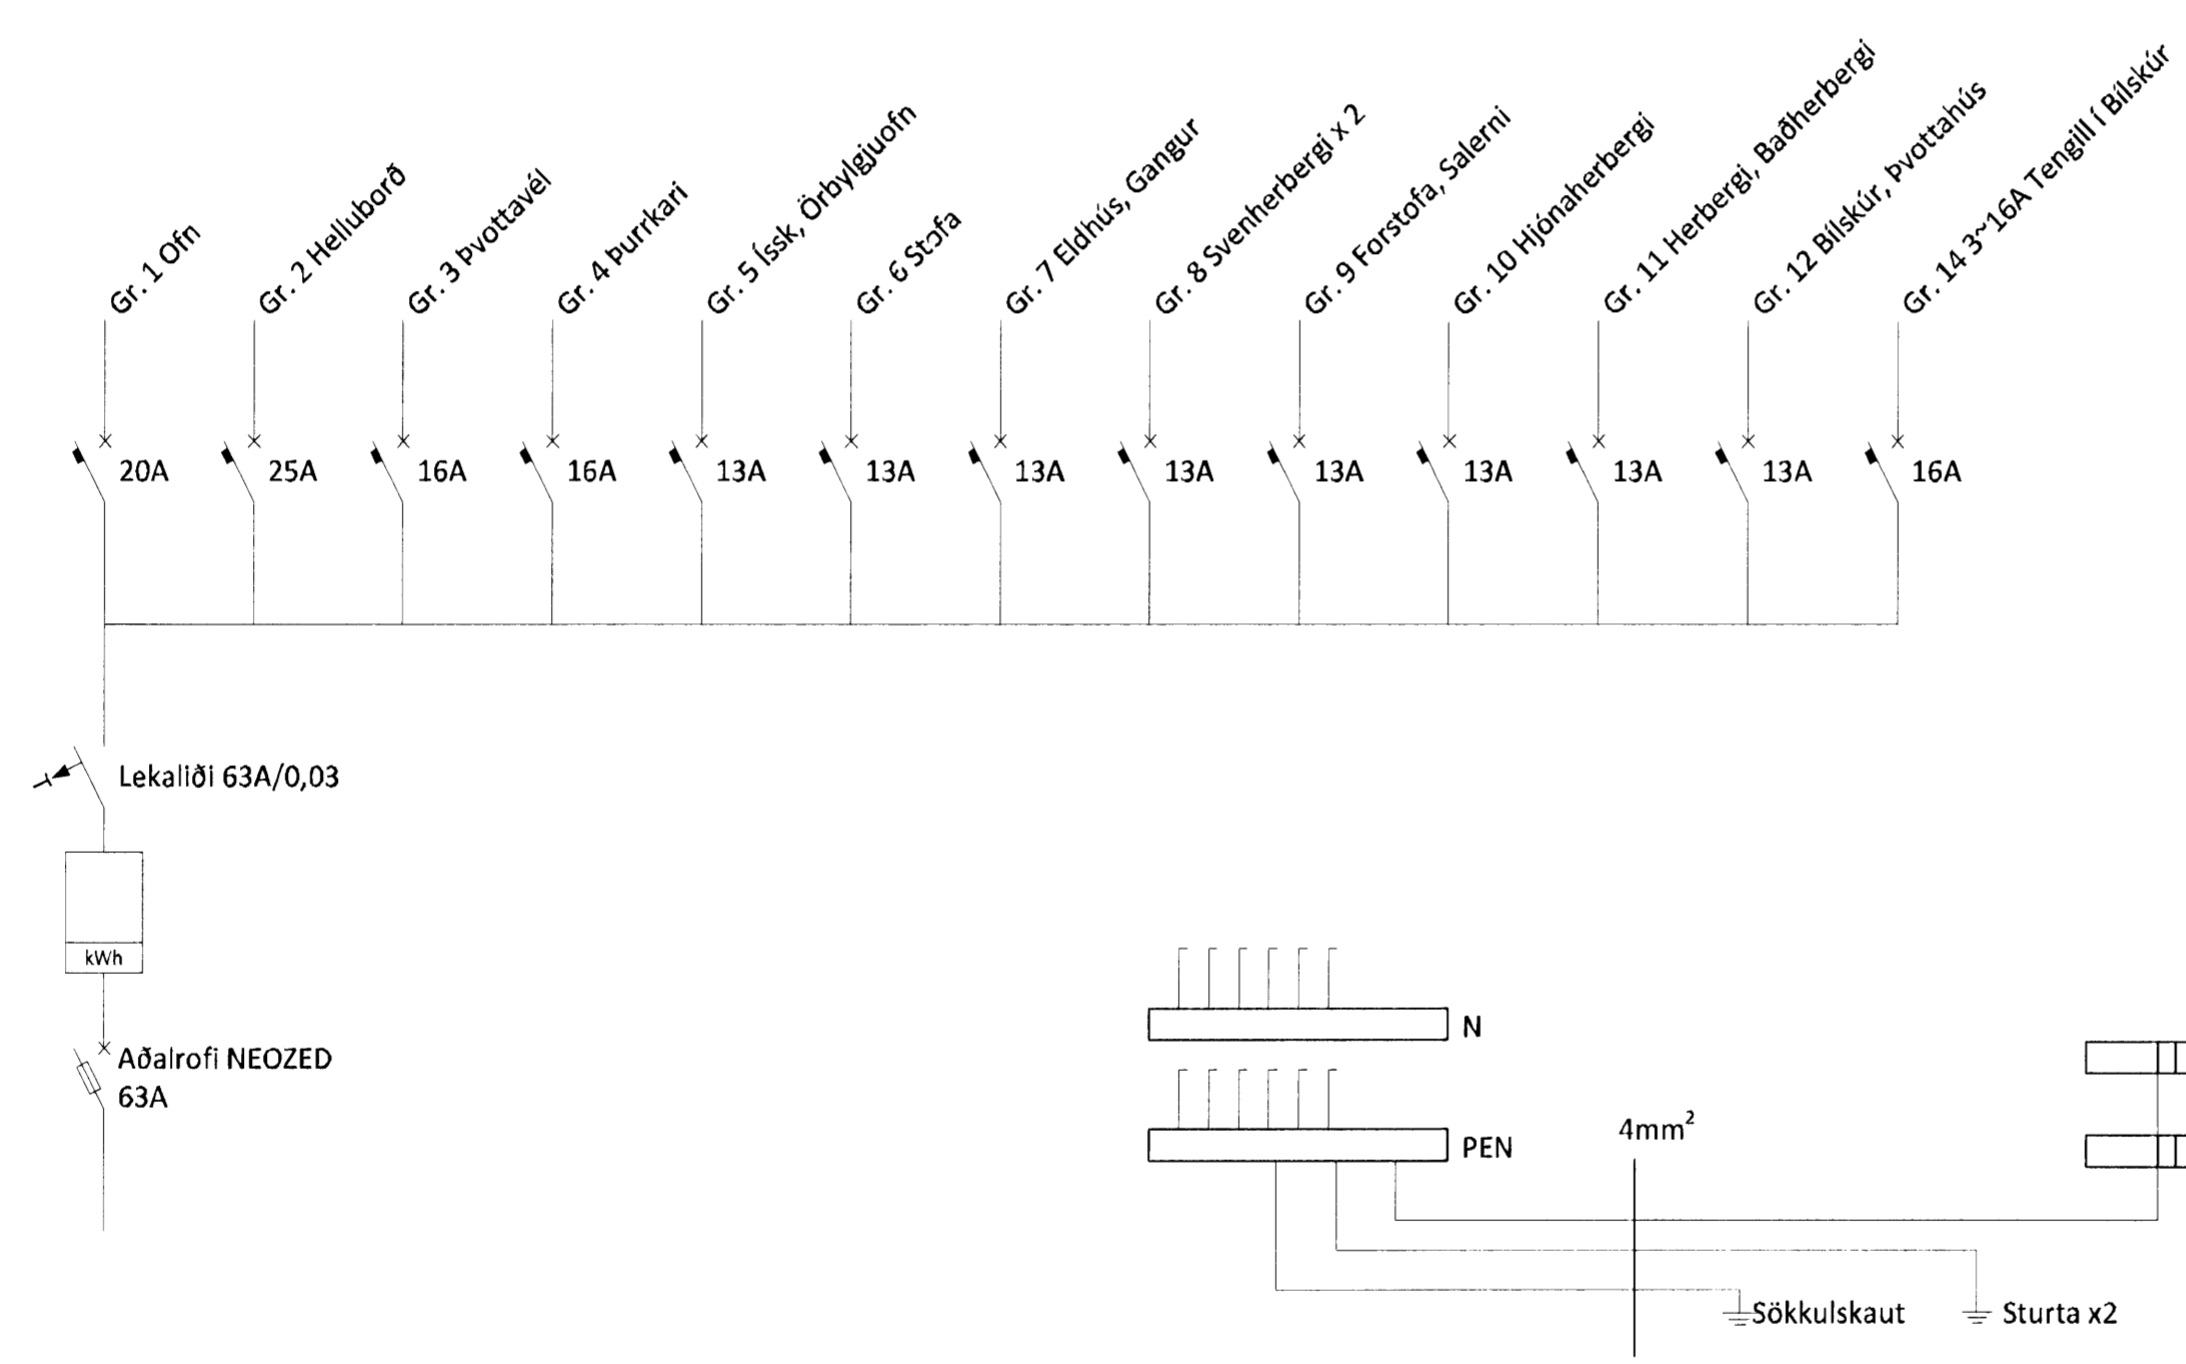 Gr. 1 Ofn
Gr. 2 Helluborð
Gr. 3 Þvottavél
Gr. 4 Þurrkari
Gr. 5 Íssk, Örbylgjuofn
Gr. 6 Stofa
Gr. 7 Eldhús, Gangur
Gr. 8 Svenherbergi x 2
Gr. 9 Forstofa, Salerni
Gr. 10 Hjónaherbergi
Gr. 11 Herbergi, Baðherbergi
Gr. 12 Bílskúr, Þvottahús
Gr. 14 3~16A Tengill í Bílskúr
20A
25A
16A
16A
13A
13A
13A
13A
13A
13A
13A
13A
16A
Lekaliði 63A/0,03
kWh
Aðalrofi NEOZED
63A
N
PEN
4mm²
Sökkulskaut
Sturta x2